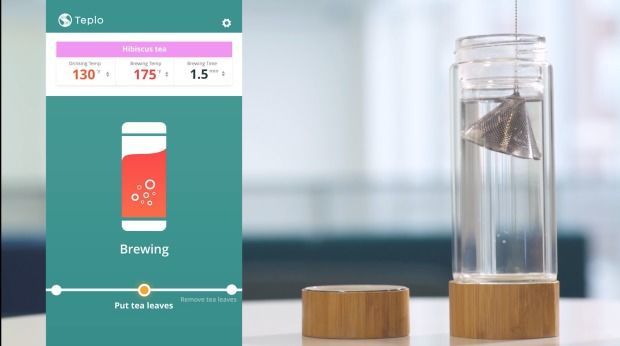 Teplo
Hibiscus tea
Drinking Temp Brewing Temp Brewing Time
130 °F 175 °F 1.5 min
Brewing
Put tea leaves Remove tea leaves